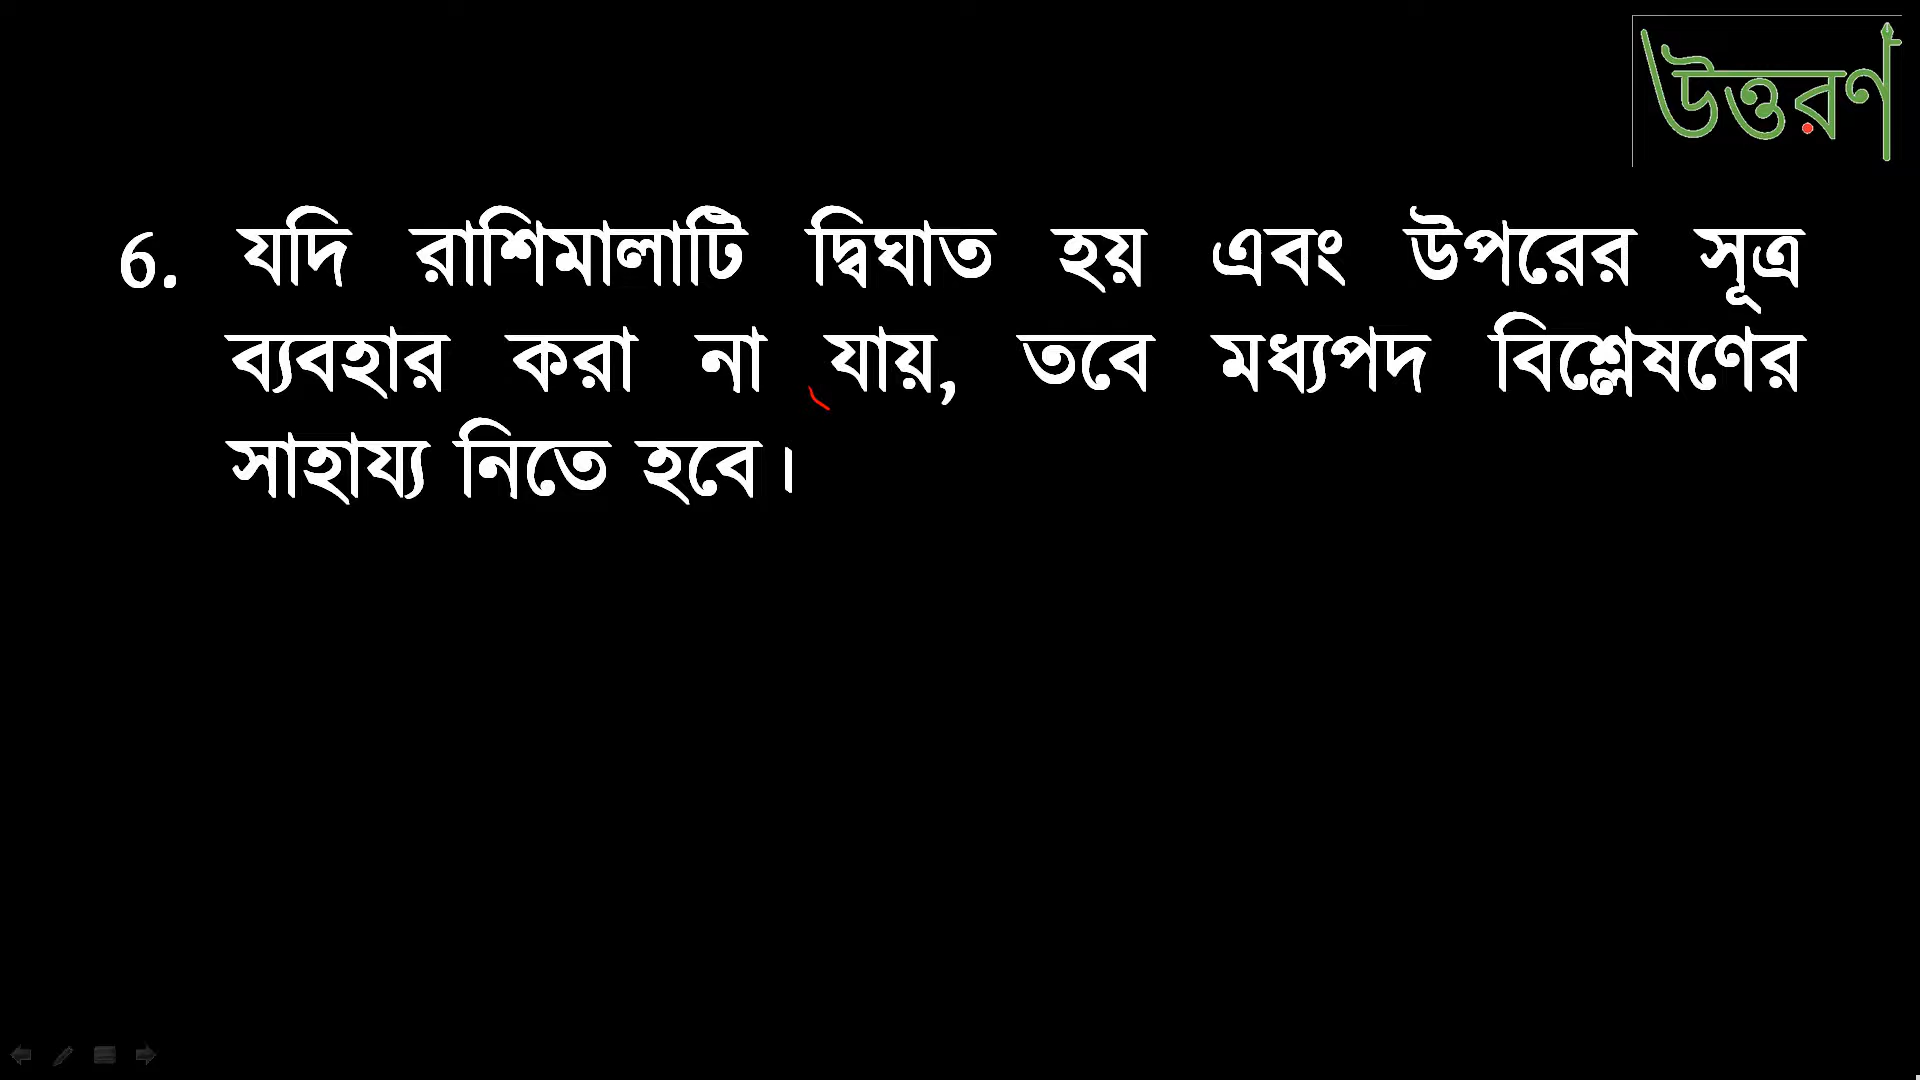 উত্তরণ
6. যদি রাশিমালাটি দ্বিঘাত হয় এবং উপরের সূত্র
ব্যবহার করা না যায়, তবে মধ্যপদ বিশ্লেষণের
সাহায্য নিতে হবে।